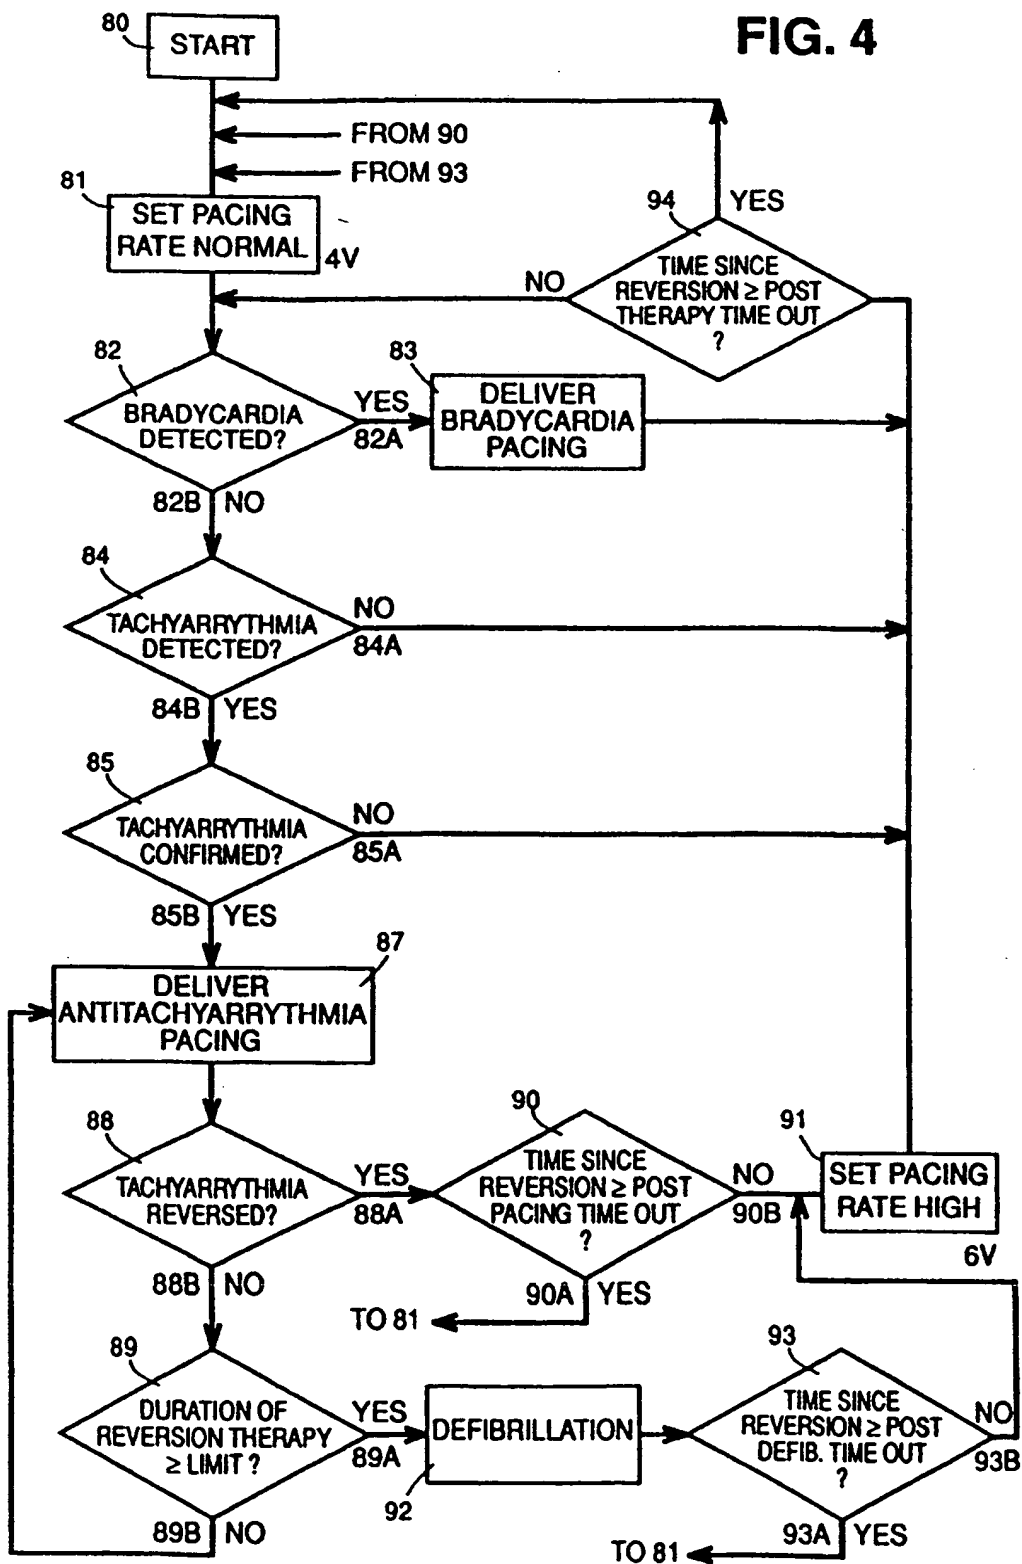 FIG. 4
80
START
FROM 90
FROM 93
81
SET PACING
RATE NORMAL
4V
94
YES
TIME SINCE
REVERSION ≥ POST
THERAPY TIME OUT
?
NO
82
BRADYCARDIA
DETECTED?
YES
82A
83
DELIVER
BRADYCARDIA
PACING
82B NO
84
TACHYARRYTHMIA
DETECTED?
NO
84A
84B YES
85
TACHYARRYTHMIA
CONFIRMED?
NO
85A
85B YES
87
DELIVER
ANTITACHYARRYTHMIA
PACING
88
TACHYARRYTHMIA
REVERSED?
YES
88A
90
TIME SINCE
REVERSION ≥ POST
PACING TIME OUT
?
NO
90B
91
SET PACING
RATE HIGH
6V
88B NO
90A YES
TO 81
89
DURATION OF
REVERSION THERAPY
≥ LIMIT ?
YES
89A
DEFIBRILLATION
92
93
TIME SINCE
REVERSION ≥ POST
DEFIB. TIME OUT
?
NO
93B
89B NO
93A YES
TO 81